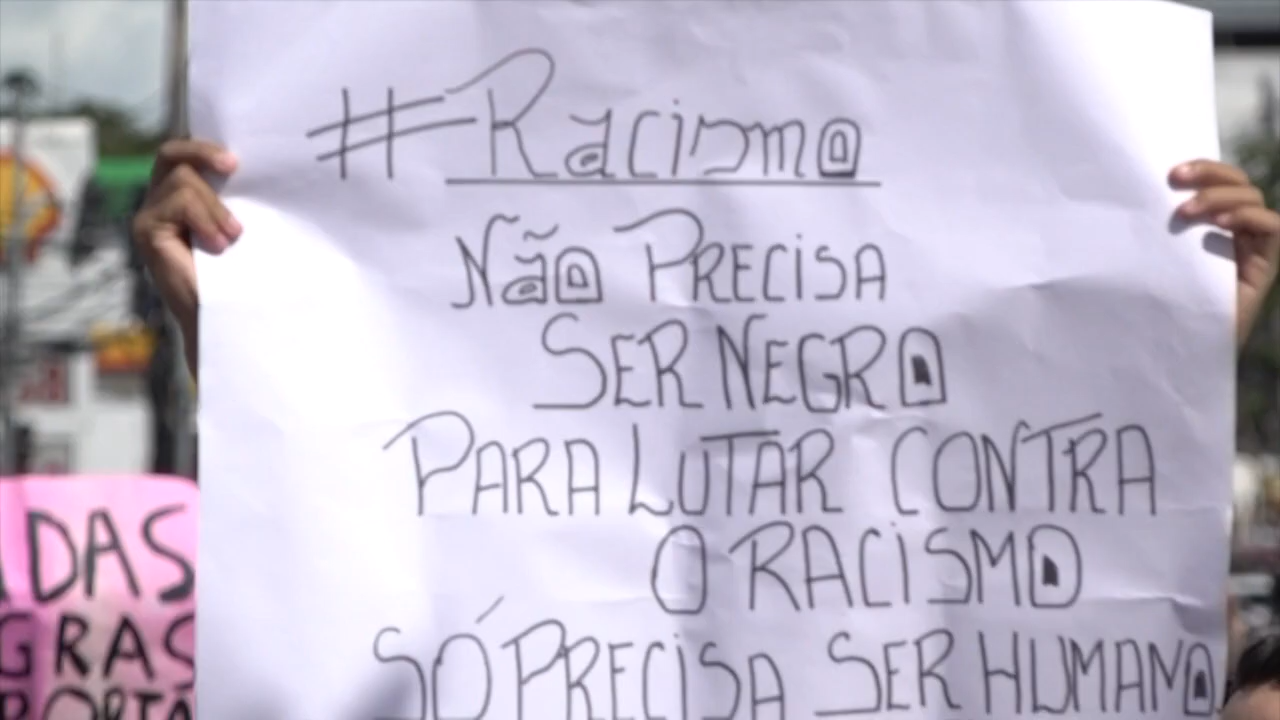 #Racismo
Não PRECISA
SER NEGRO
PARA LUTAR CONTRA
O RACISMO
SÓ PRECISA SER HUMANO
DAS
GRAS